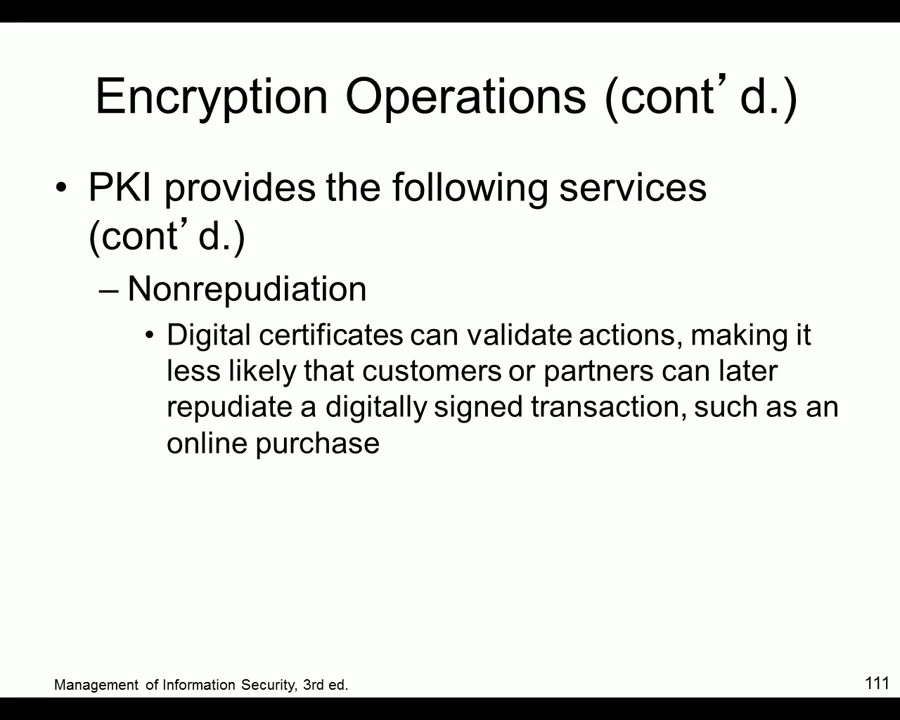 Encryption Operations (cont’d.)
• PKI provides the following services
(cont’d.)
– Nonrepudiation
• Digital certificates can validate actions, making it
less likely that customers or partners can later
repudiate a digitally signed transaction, such as an
online purchase
Management of Information Security, 3rd ed.
111